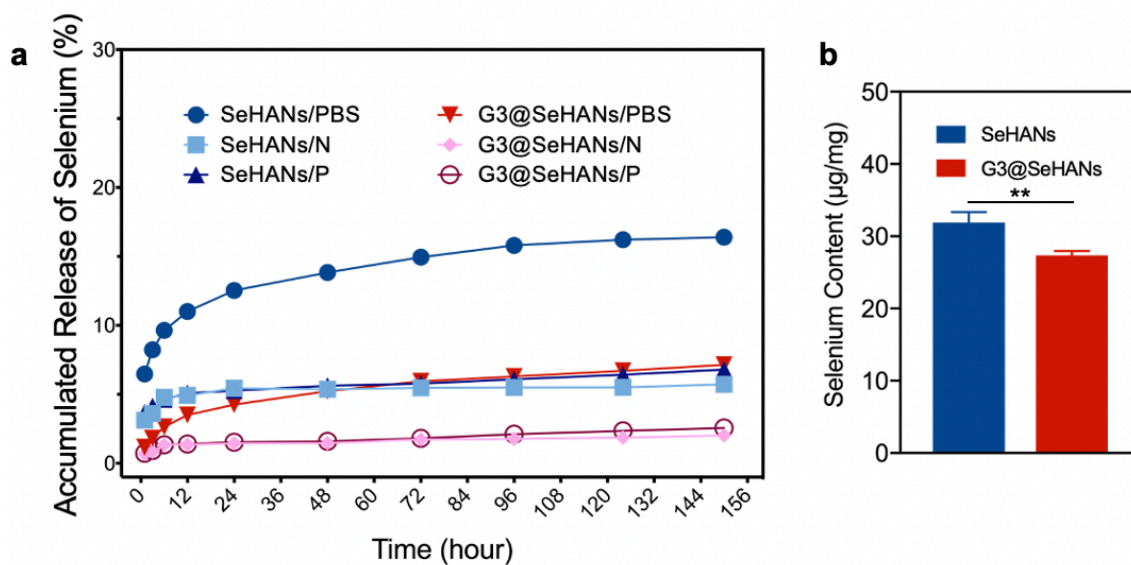 a
Accumulated Release of Selenium (%)
30
20
10
0
SeHANs/PBS
SeHANs/N
SeHANs/P
G3@SeHANs/PBS
G3@SeHANs/N
G3@SeHANs/P
0 12 24 36 48 60 72 84 96 108 120 132 144 156
Time (hour)
b
Selenium Content (μg/mg)
50
40
30
20
10
0
SeHANs
G3@SeHANs
**